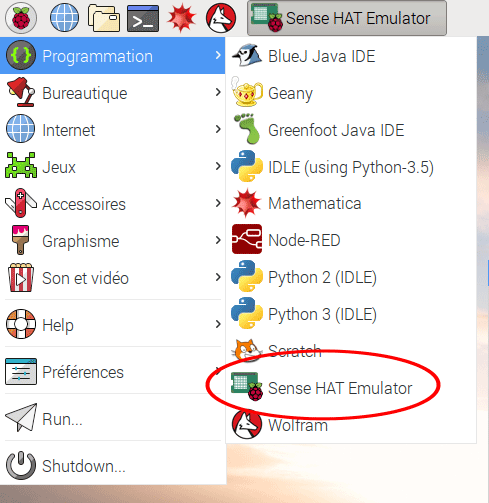 Sense HAT Emulator
Programmation
Bureautique
Internet
Jeux
Accessoires
Graphisme
Son et vidéo
Help
Préférences
Run...
Shutdown...
BlueJ Java IDE
Geany
Greenfoot Java IDE
IDLE (using Python-3.5)
Mathematica
Node-RED
Python 2 (IDLE)
Python 3 (IDLE)
Scratch
Sense HAT Emulator
Wolfram